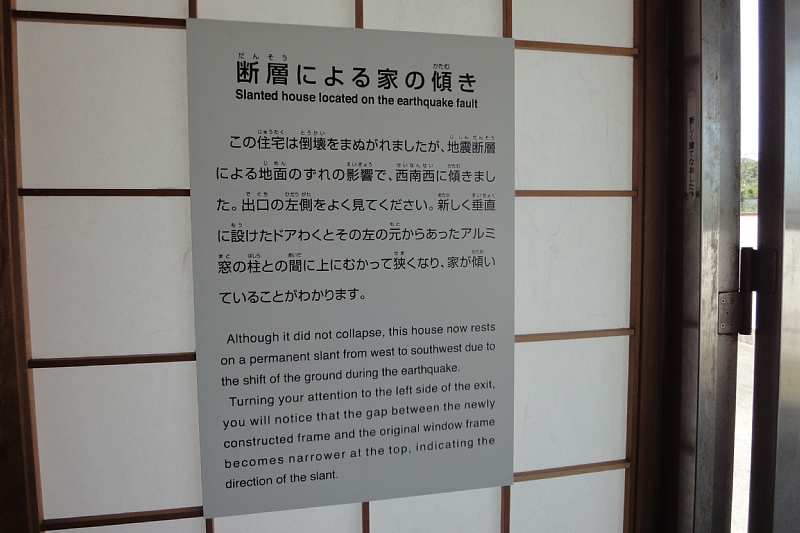 断層による家の傾き
Slanted house located on the earthquake fault
この住宅は倒壊をまぬがれましたが、地震断層
による地面のずれの影響で、西南西に傾きまし
た。出口の左側をよく見てください。新しく垂直
に設けたドアわくとその左の元からあったアルミ
窓の柱との間に上にむかって狭くなり、家が傾い
ていることがわかります。
Although it did not collapse, this house now rests
on a permanent slant from west to southwest due to
the shift of the ground during the earthquake.
Turning your attention to the left side of the exit,
you will notice that the gap between the newly
constructed frame and the original window frame
becomes narrower at the top, indicating the
direction of the slant.